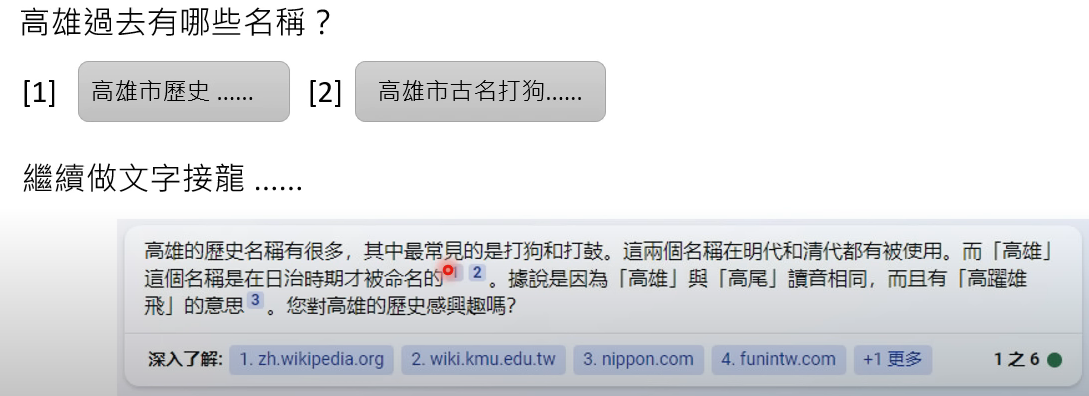 高雄過去有哪些名稱？
[1] 高雄市歷史 ...... [2] 高雄市古名打狗......
繼續做文字接龍 ......
高雄的歷史名稱有很多，其中最常見的是打狗和打鼓。這兩個名稱在明代和清代都有被使用。而「高雄」
這個名稱是在日治時期才被命名的1 2。據說是因為「高雄」與「高尾」讀音相同，而且有「高躍雄
飛」的意思3。您對高雄的歷史感興趣嗎？
深入了解: 1. zh.wikipedia.org 2. wiki.kmu.edu.tw 3. nippon.com 4. funintw.com +1 更多 1 之 6